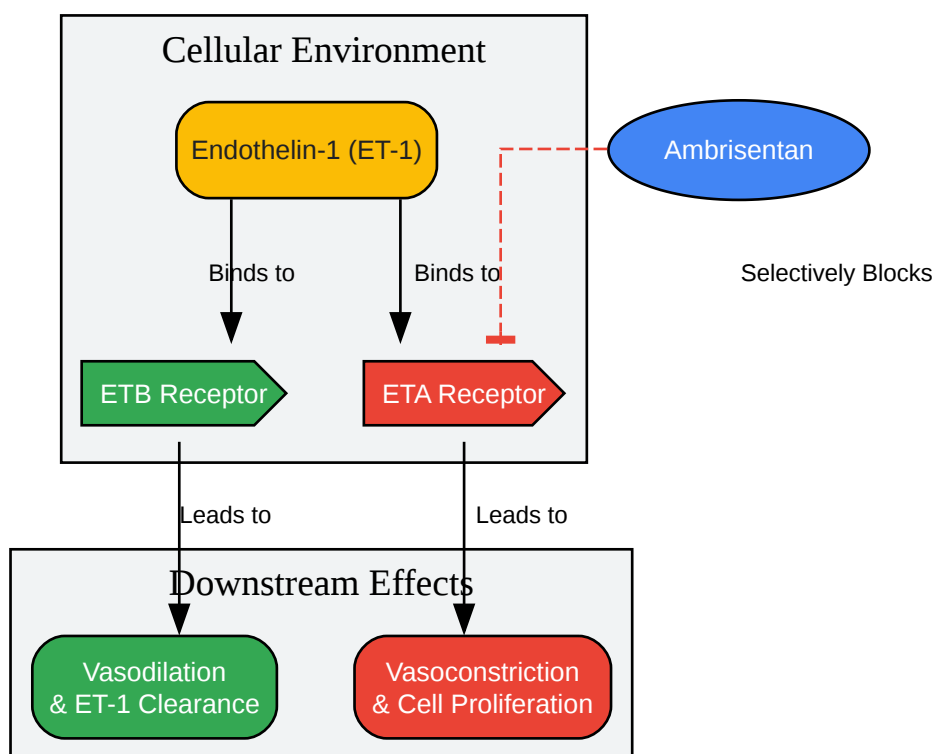 Cellular Environment
Endothelin-1 (ET-1)
Ambrisentan
Binds to
Binds to
Selectively Blocks
ETB Receptor
ETA Receptor
Leads to
Leads to
Downstream Effects
Vasodilation
& ET-1 Clearance
Vasoconstriction
& Cell Proliferation